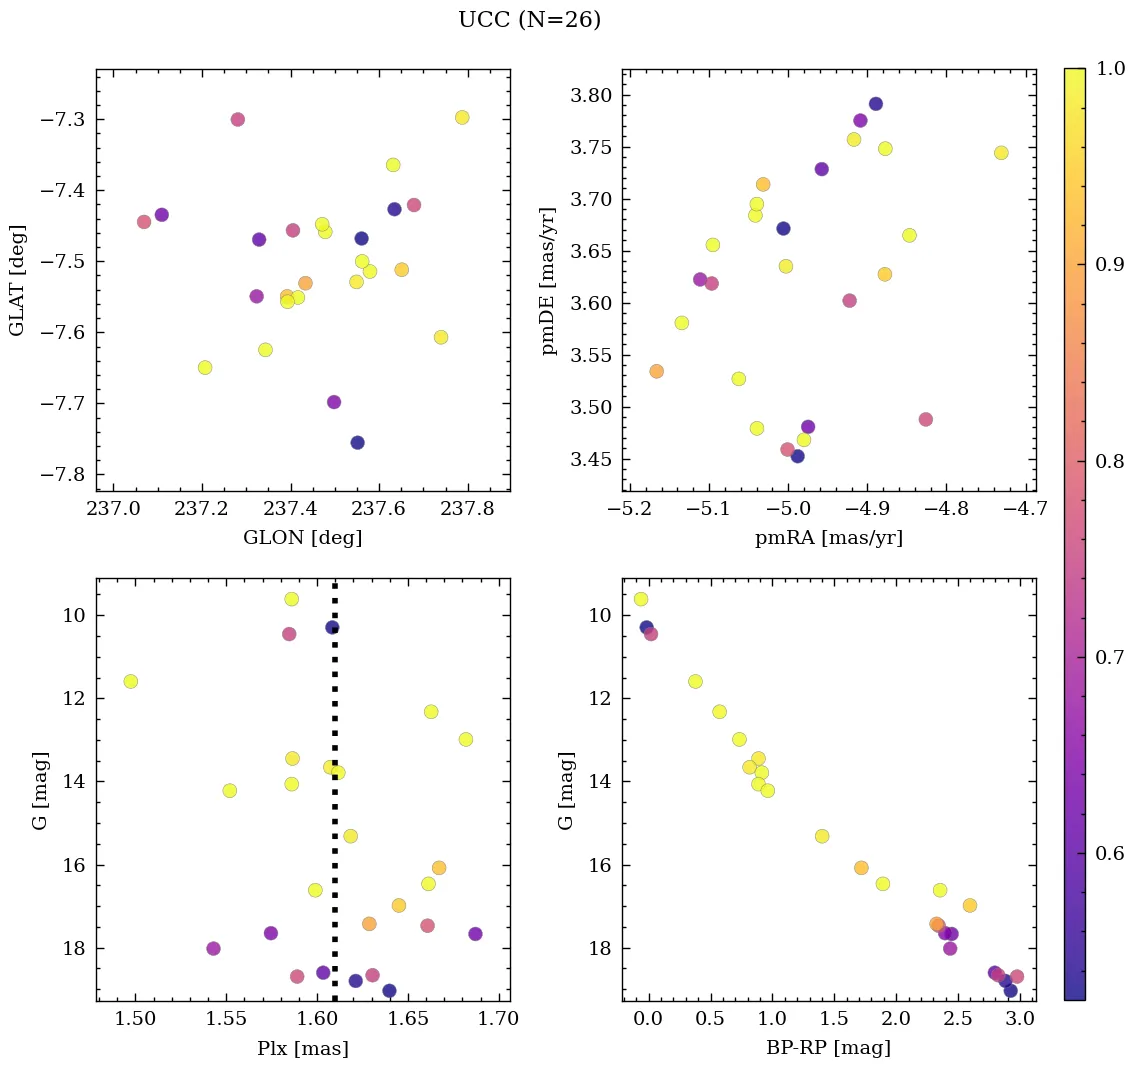 UCC (N=26)
−7.3
−7.4
−7.5
−7.6
−7.7
−7.8
GLAT [deg]
237.0 237.2 237.4 237.6 237.8
GLON [deg]
3.80
3.75
3.70
3.65
3.60
3.55
3.50
3.45
pmDE [mas/yr]
−5.2 −5.1 −5.0 −4.9 −4.8 −4.7
pmRA [mas/yr]
10
12
14
16
18
G [mag]
1.50 1.55 1.60 1.65 1.70
Plx [mas]
10
12
14
16
18
G [mag]
0.0 0.5 1.0 1.5 2.0 2.5 3.0
BP-RP [mag]
1.0
0.9
0.8
0.7
0.6